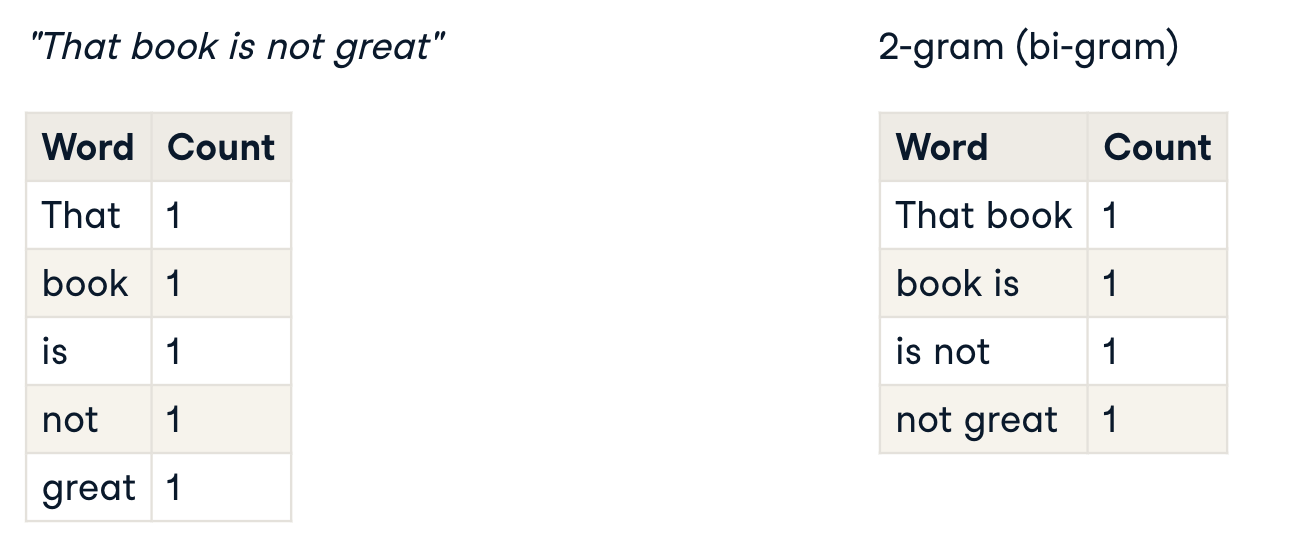 "That book is not great"
Word Count
That 1
book 1
is 1
not 1
great 1
2-gram (bi-gram)
Word Count
That book 1
book is 1
is not 1
not great 1